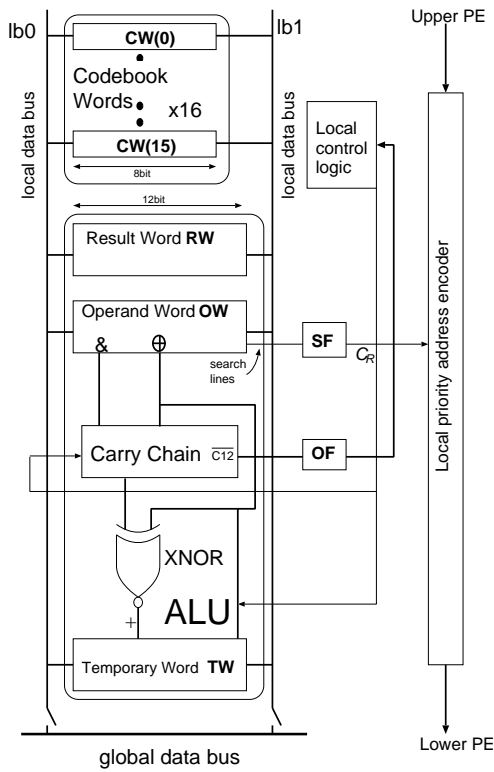 Upper PE
lb0
lb1
CW(0)
Codebook
Words
x16
CW(15)
8bit
local data bus
local data bus
Local
control
logic
12bit
Result Word RW
Operand Word OW
&
⊕
SF
C_R
search
lines
Local priority address encoder
Carry Chain
C12
OF
XNOR
+
ALU
Temporary Word TW
Lower PE
global data bus